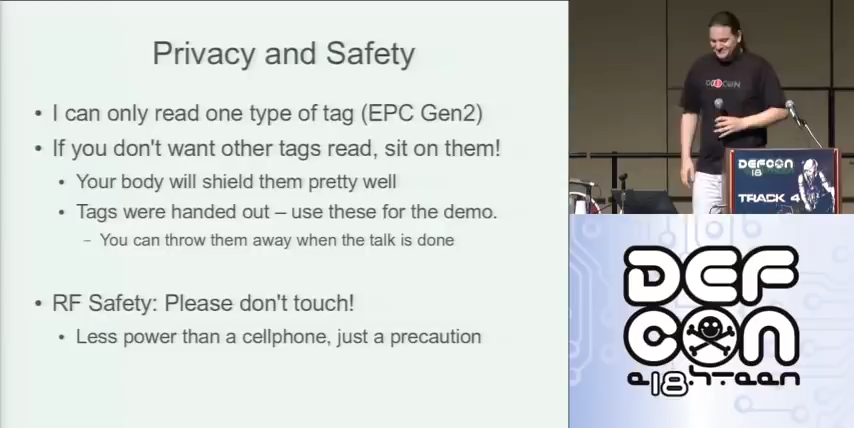 Privacy and Safety
• I can only read one type of tag (EPC Gen2)
• If you don't want other tags read, sit on them!
• Your body will shield them pretty well
• Tags were handed out – use these for the demo.
– You can throw them away when the talk is done
• RF Safety: Please don't touch!
• Less power than a cellphone, just a precaution
DEFCON
DEFCON
18
TRACK 4
DEF
CON
e18hteen